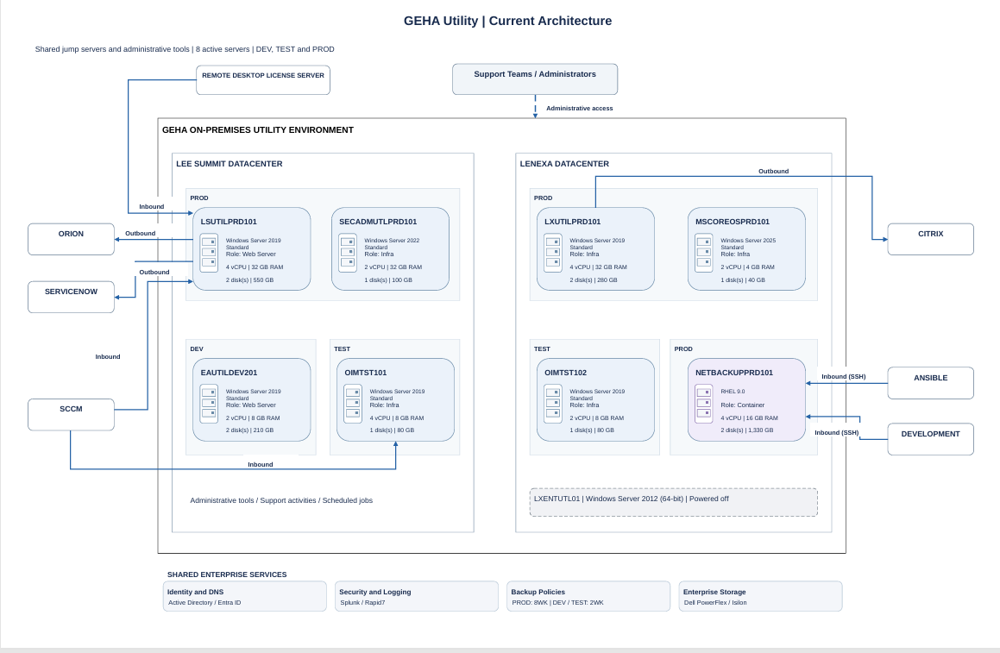 GEHA Utility | Current Architecture
Shared jump servers and administrative tools | 8 active servers | DEV, TEST and PROD
REMOTE DESKTOP LICENSE SERVER
Support Teams / Administrators
Administrative access
GEHA ON-PREMISES UTILITY ENVIRONMENT
LEE SUMMIT DATACENTER
PROD
LSUTILPRD101
Windows Server 2019
Standard
Role: Web Server
4 vCPU | 32 GB RAM
2 disk(s) | 550 GB
SECADMUTLPRD101
Windows Server 2022
Standard
Role: Infra
2 vCPU | 32 GB RAM
1 disk(s) | 100 GB
DEV
EAUTILDEV201
Windows Server 2019
Standard
Role: Web Server
2 vCPU | 8 GB RAM
2 disk(s) | 210 GB
TEST
OIMTST101
Windows Server 2019
Standard
Role: Infra
4 vCPU | 8 GB RAM
1 disk(s) | 80 GB
Administrative tools / Support activities / Scheduled jobs
LENEXA DATACENTER
PROD
LXUTILPRD101
Windows Server 2019
Standard
Role: Infra
4 vCPU | 32 GB RAM
2 disk(s) | 280 GB
MSCOREOSPRD101
Windows Server 2025
Standard
Role: Infra
2 vCPU | 4 GB RAM
1 disk(s) | 40 GB
TEST
OIMTST102
Windows Server 2019
Standard
Role: Infra
2 vCPU | 8 GB RAM
1 disk(s) | 80 GB
PROD
NETBACKUPPRD101
RHEL 9.0
Role: Container
4 vCPU | 16 GB RAM
2 disk(s) | 1,330 GB
LXENTUTL01 | Windows Server 2012 (64-bit) | Powered off
Inbound
ORION
Outbound
Outbound
SERVICENOW
Inbound
SCCM
Inbound
Outbound
CITRIX
Inbound (SSH)
ANSIBLE
Inbound (SSH)
DEVELOPMENT
SHARED ENTERPRISE SERVICES
Identity and DNS
Active Directory / Entra ID
Security and Logging
Splunk / Rapid7
Backup Policies
PROD: 8WK | DEV / TEST: 2WK
Enterprise Storage
Dell PowerFlex / Isilon